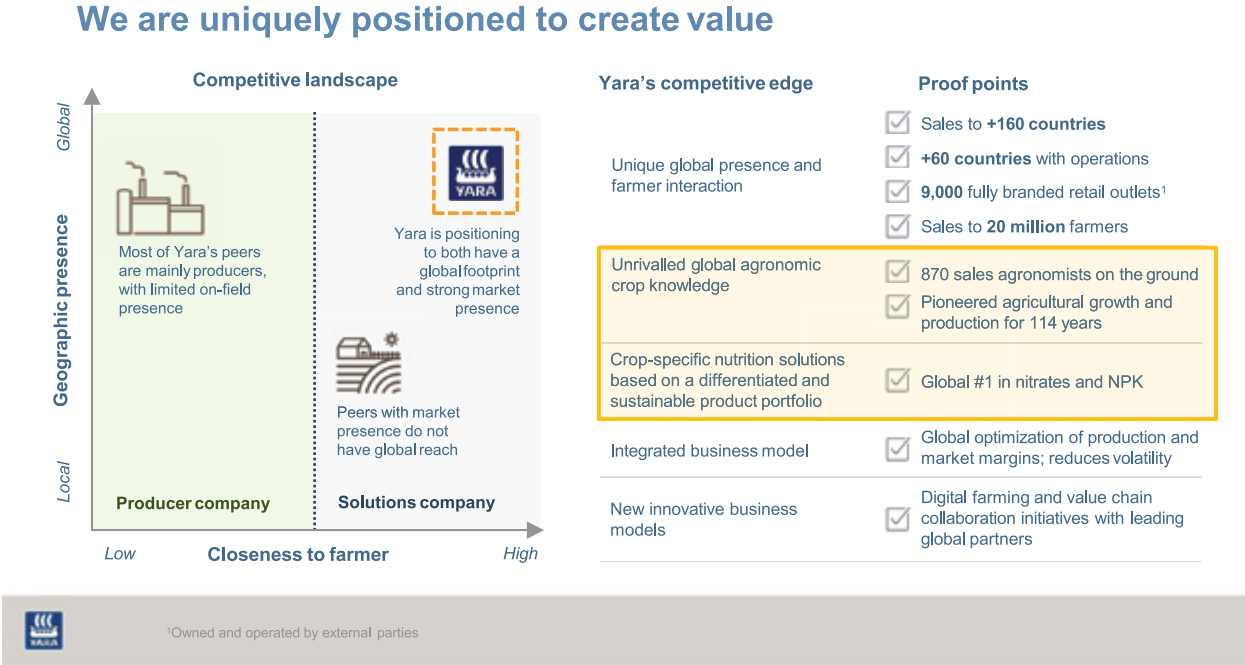 We are uniquely positioned to create value
Competitive landscape
Global
Geographic presence
Local
YARA
Most of Yara's peers
are mainly producers,
with limited on-field
presence
Yara is positioning
to both have a
global footprint
and strong market
presence
Peers with market
presence do not
have global reach
Producer company
Solutions company
Low
Closeness to farmer
High
Yara's competitive edge
Proof points
Unique global presence and
farmer interaction
Sales to +160 countries
+60 countries with operations
9,000 fully branded retail outlets¹
Sales to 20 million farmers
Unrivalled global agronomic
crop knowledge
870 sales agronomists on the ground
Pioneered agricultural growth and
production for 114 years
Crop-specific nutrition solutions
based on a differentiated and
sustainable product portfolio
Global #1 in nitrates and NPK
Integrated business model
Global optimization of production and
market margins; reduces volatility
New innovative business
models
Digital farming and value chain
collaboration initiatives with leading
global partners
YARA
¹Owned and operated by external parties